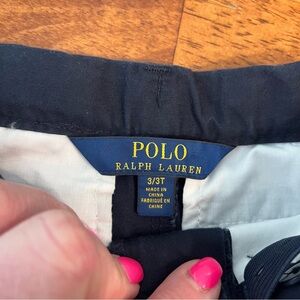 POLO
RALPH LAUREN
3/3T
MADE IN
CHINA
FABRIQUÉ EN
CHINE